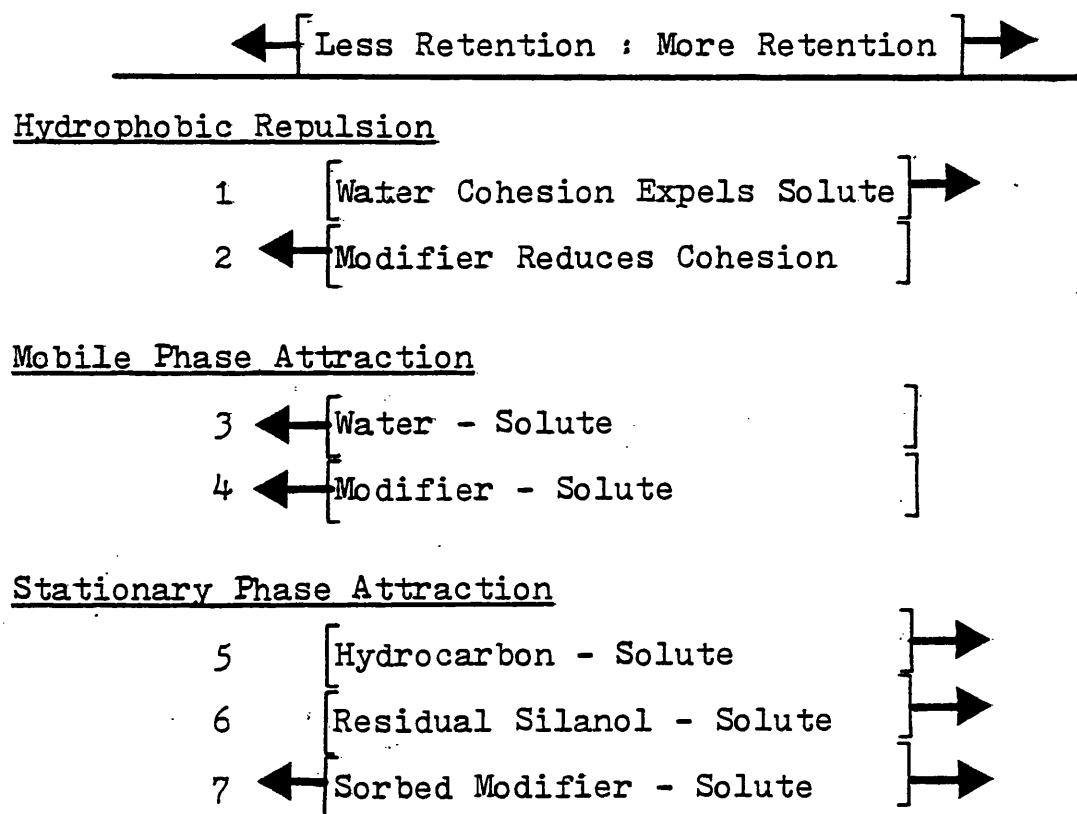 Less Retention : More Retention
Hydrophobic Repulsion
1 Water Cohesion Expels Solute
2 Modifier Reduces Cohesion
Mobile Phase Attraction
3 Water - Solute
4 Modifier - Solute
Stationary Phase Attraction
5 Hydrocarbon - Solute
6 Residual Silanol - Solute
7 Sorbed Modifier - Solute